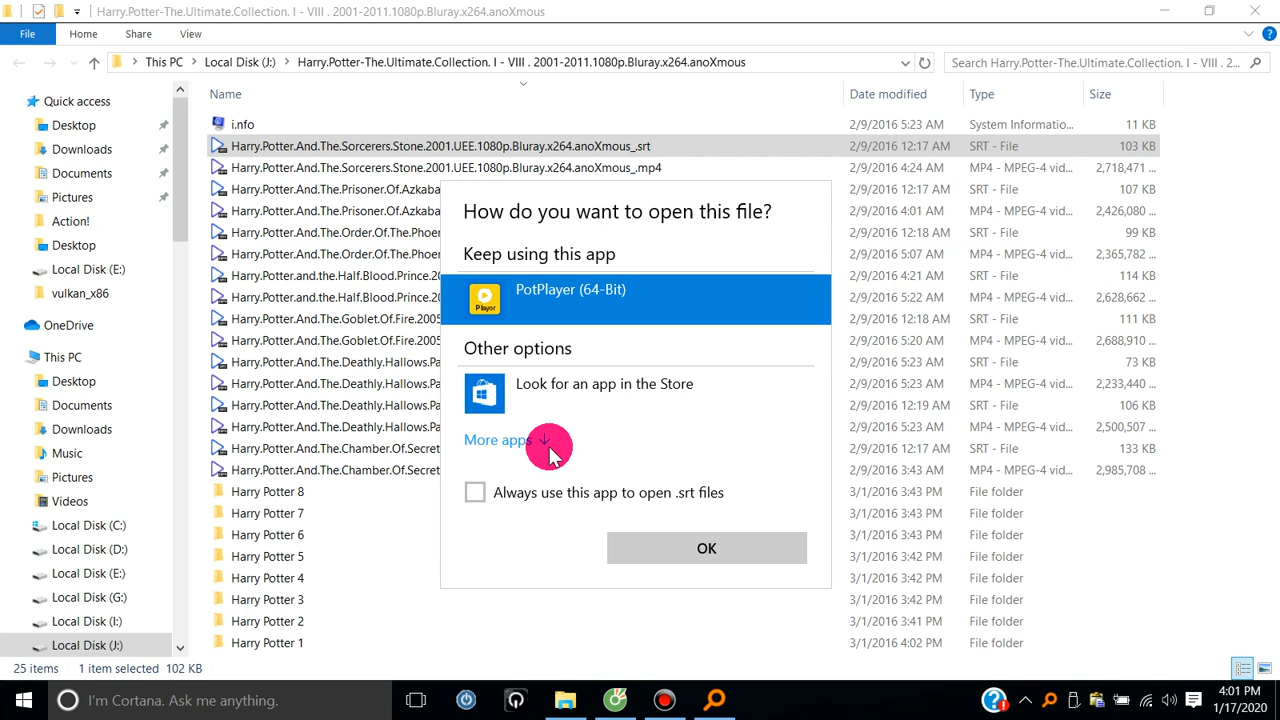 Harry.Potter-The.Ultimate.Collection. I - VIII . 2001-2011.1080p.Bluray.x264.anoXmous
File Home Share View
This PC Local Disk (J:) Harry.Potter-The.Ultimate.Collection. I - VIII . 2001-2011.1080p.Bluray.x264.anoXmous
Search Harry.Potter-The.Ultimate.Collection. I - VIII . 2...
Name Date modified Type Size
Quick access
Desktop
Downloads
Documents
Pictures
Action!
Desktop
Local Disk (E:)
vulkan_x86
OneDrive
This PC
Desktop
Documents
Downloads
Music
Pictures
Videos
Local Disk (C:)
Local Disk (D:)
Local Disk (E:)
Local Disk (G:)
Local Disk (I:)
Local Disk (J:)
i.nfo 2/9/2016 5:23 AM System Informatio... 11 KB
Harry.Potter.And.The.Sorcerers.Stone.2001.UEE.1080p.Bluray.x264.anoXmous_.srt 2/9/2016 12:17 AM SRT - File 103 KB
Harry.Potter.And.The.Sorcerers.Stone.2001.UEE.1080p.Bluray.x264.anoXmous_.mp4 2/9/2016 4:24 AM MP4 - MPEG-4 vid... 2,718,471 ...
Harry.Potter.And.The.Prisoner.Of.Azkaba 2/9/2016 12:17 AM SRT - File 107 KB
Harry.Potter.And.The.Prisoner.Of.Azkaba 2/9/2016 4:01 AM MP4 - MPEG-4 vid... 2,426,080 ...
Harry.Potter.And.The.Order.Of.The.Phoer 2/9/2016 12:18 AM SRT - File 99 KB
Harry.Potter.And.The.Order.Of.The.Phoer 2/9/2016 5:07 AM MP4 - MPEG-4 vid... 2,365,782 ...
Harry.Potter.and.the.Half.Blood.Prince.2 2/9/2016 4:21 AM SRT - File 114 KB
Harry.Potter.and.the.Half.Blood.Prince.2 2/9/2016 5:22 AM MP4 - MPEG-4 vid... 2,628,662 ...
Harry.Potter.And.The.Goblet.Of.Fire.2005 2/9/2016 12:18 AM SRT - File 111 KB
Harry.Potter.And.The.Goblet.Of.Fire.2005 2/9/2016 5:20 AM MP4 - MPEG-4 vid... 2,688,910 ...
Harry.Potter.And.The.Deathly.Hallows.Pa 2/9/2016 5:23 AM SRT - File 73 KB
Harry.Potter.And.The.Deathly.Hallows.Pa 2/9/2016 5:23 AM MP4 - MPEG-4 vid... 2,233,440 ...
Harry.Potter.And.The.Deathly.Hallows.Pa 2/9/2016 12:19 AM SRT - File 106 KB
Harry.Potter.And.The.Deathly.Hallows.Pa 2/9/2016 5:23 AM MP4 - MPEG-4 vid... 2,500,507 ...
Harry.Potter.And.The.Chamber.Of.Secret 2/9/2016 12:17 AM SRT - File 133 KB
Harry.Potter.And.The.Chamber.Of.Secret 2/9/2016 3:43 AM MP4 - MPEG-4 vid... 2,985,708 ...
Harry Potter 8 3/1/2016 3:43 PM File folder
Harry Potter 7 3/1/2016 3:43 PM File folder
Harry Potter 6 3/1/2016 3:43 PM File folder
Harry Potter 5 3/1/2016 3:42 PM File folder
Harry Potter 4 3/1/2016 3:42 PM File folder
Harry Potter 3 3/1/2016 3:42 PM File folder
Harry Potter 2 3/1/2016 3:41 PM File folder
Harry Potter 1 3/1/2016 4:02 PM File folder
How do you want to open this file?
Keep using this app
PotPlayer (64-Bit)
Player
Other options
Look for an app in the Store
More apps
Always use this app to open .srt files
OK
25 items 1 item selected 102 KB
I'm Cortana. Ask me anything.
4:01 PM
1/17/2020